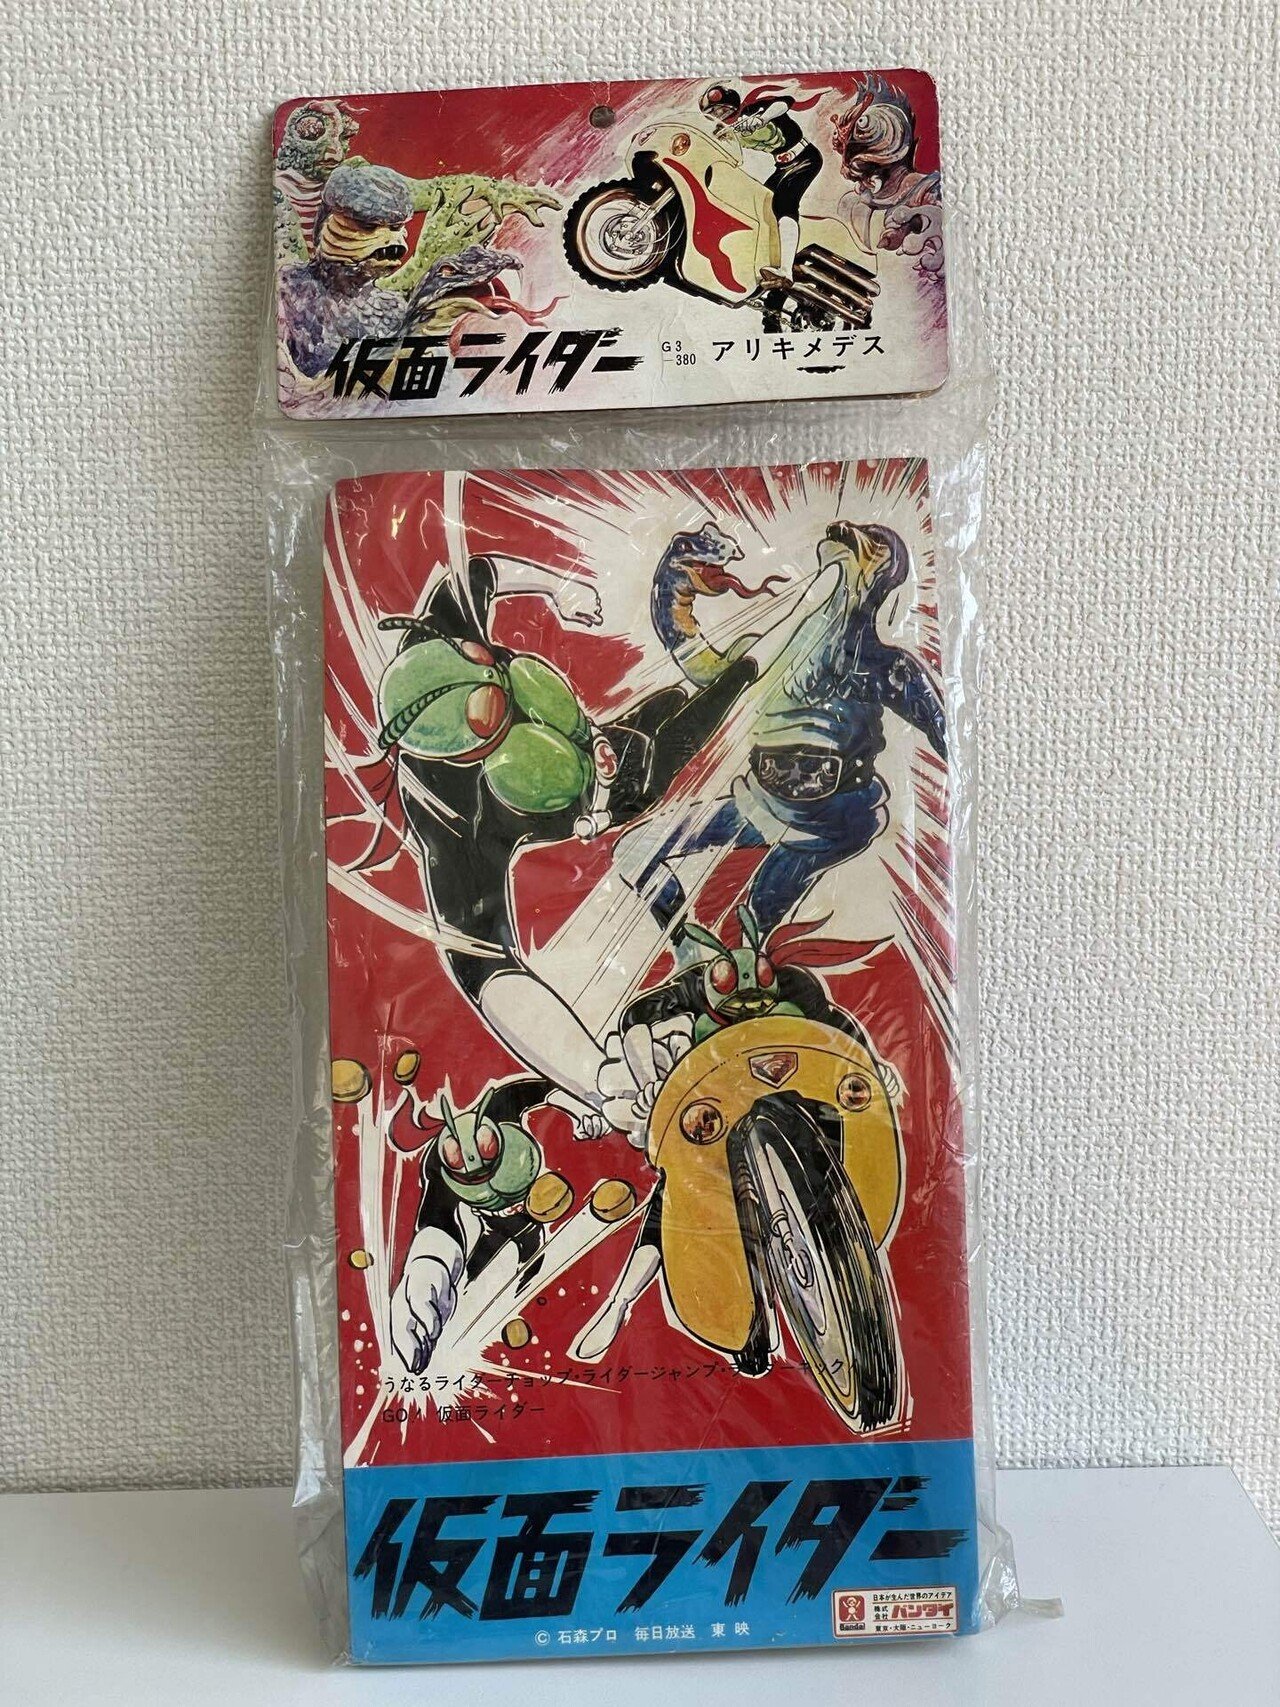 仮面ライダー
G3
-380
アリキメデス
うなるライダーチョップ・ライダージャンプ・ライダーキック!
GO! 仮面ライダー
仮面ライダー
© 石森プロ 毎日放送 東映
Bandai
日本が生んだ世界のアイデア
株式会社 バンダイ
東京・大阪・ニューヨーク